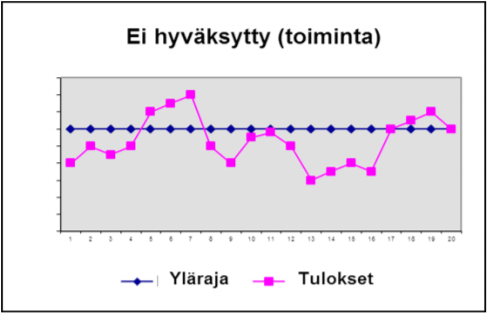 Ei hyväksytty (toiminta)
1 2 3 4 5 6 7 8 9 10 11 12 13 14 15 16 17 18 19 20
Yläraja Tulokset